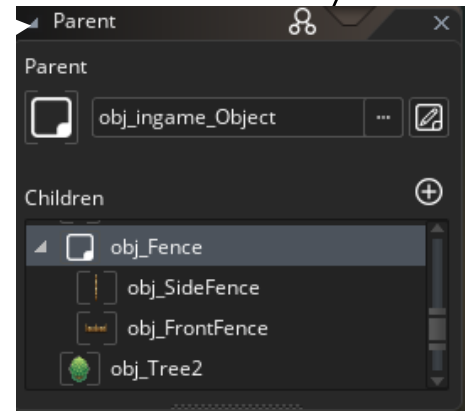 Parent
Parent
obj_ingame_Object
Children
obj_Fence
obj_SideFence
obj_FrontFence
obj_Tree2